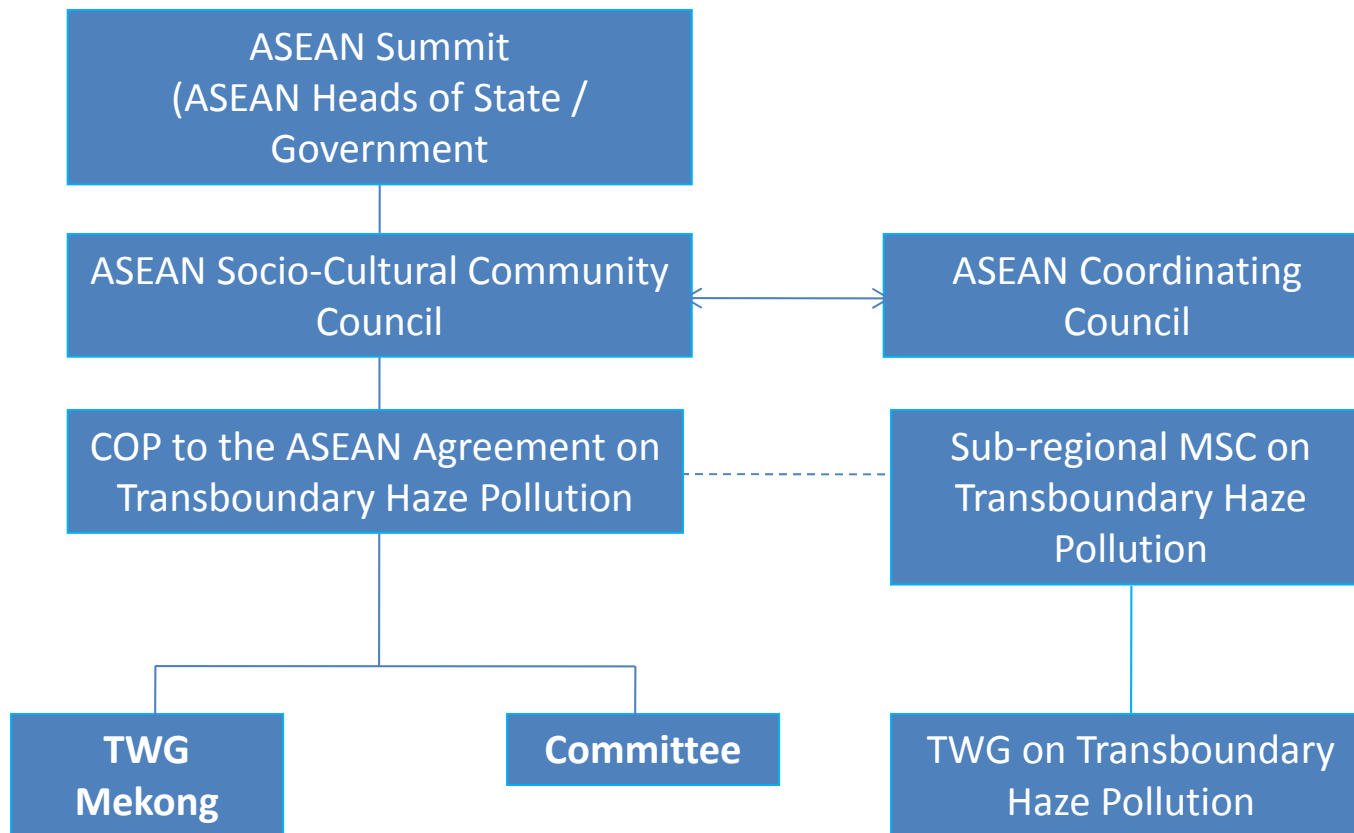 ASEAN Summit
(ASEAN Heads of State /
Government
ASEAN Socio-Cultural Community
Council
ASEAN Coordinating
Council
COP to the ASEAN Agreement on
Transboundary Haze Pollution
Sub-regional MSC on
Transboundary Haze
Pollution
TWG
Mekong
Committee
TWG on Transboundary
Haze Pollution